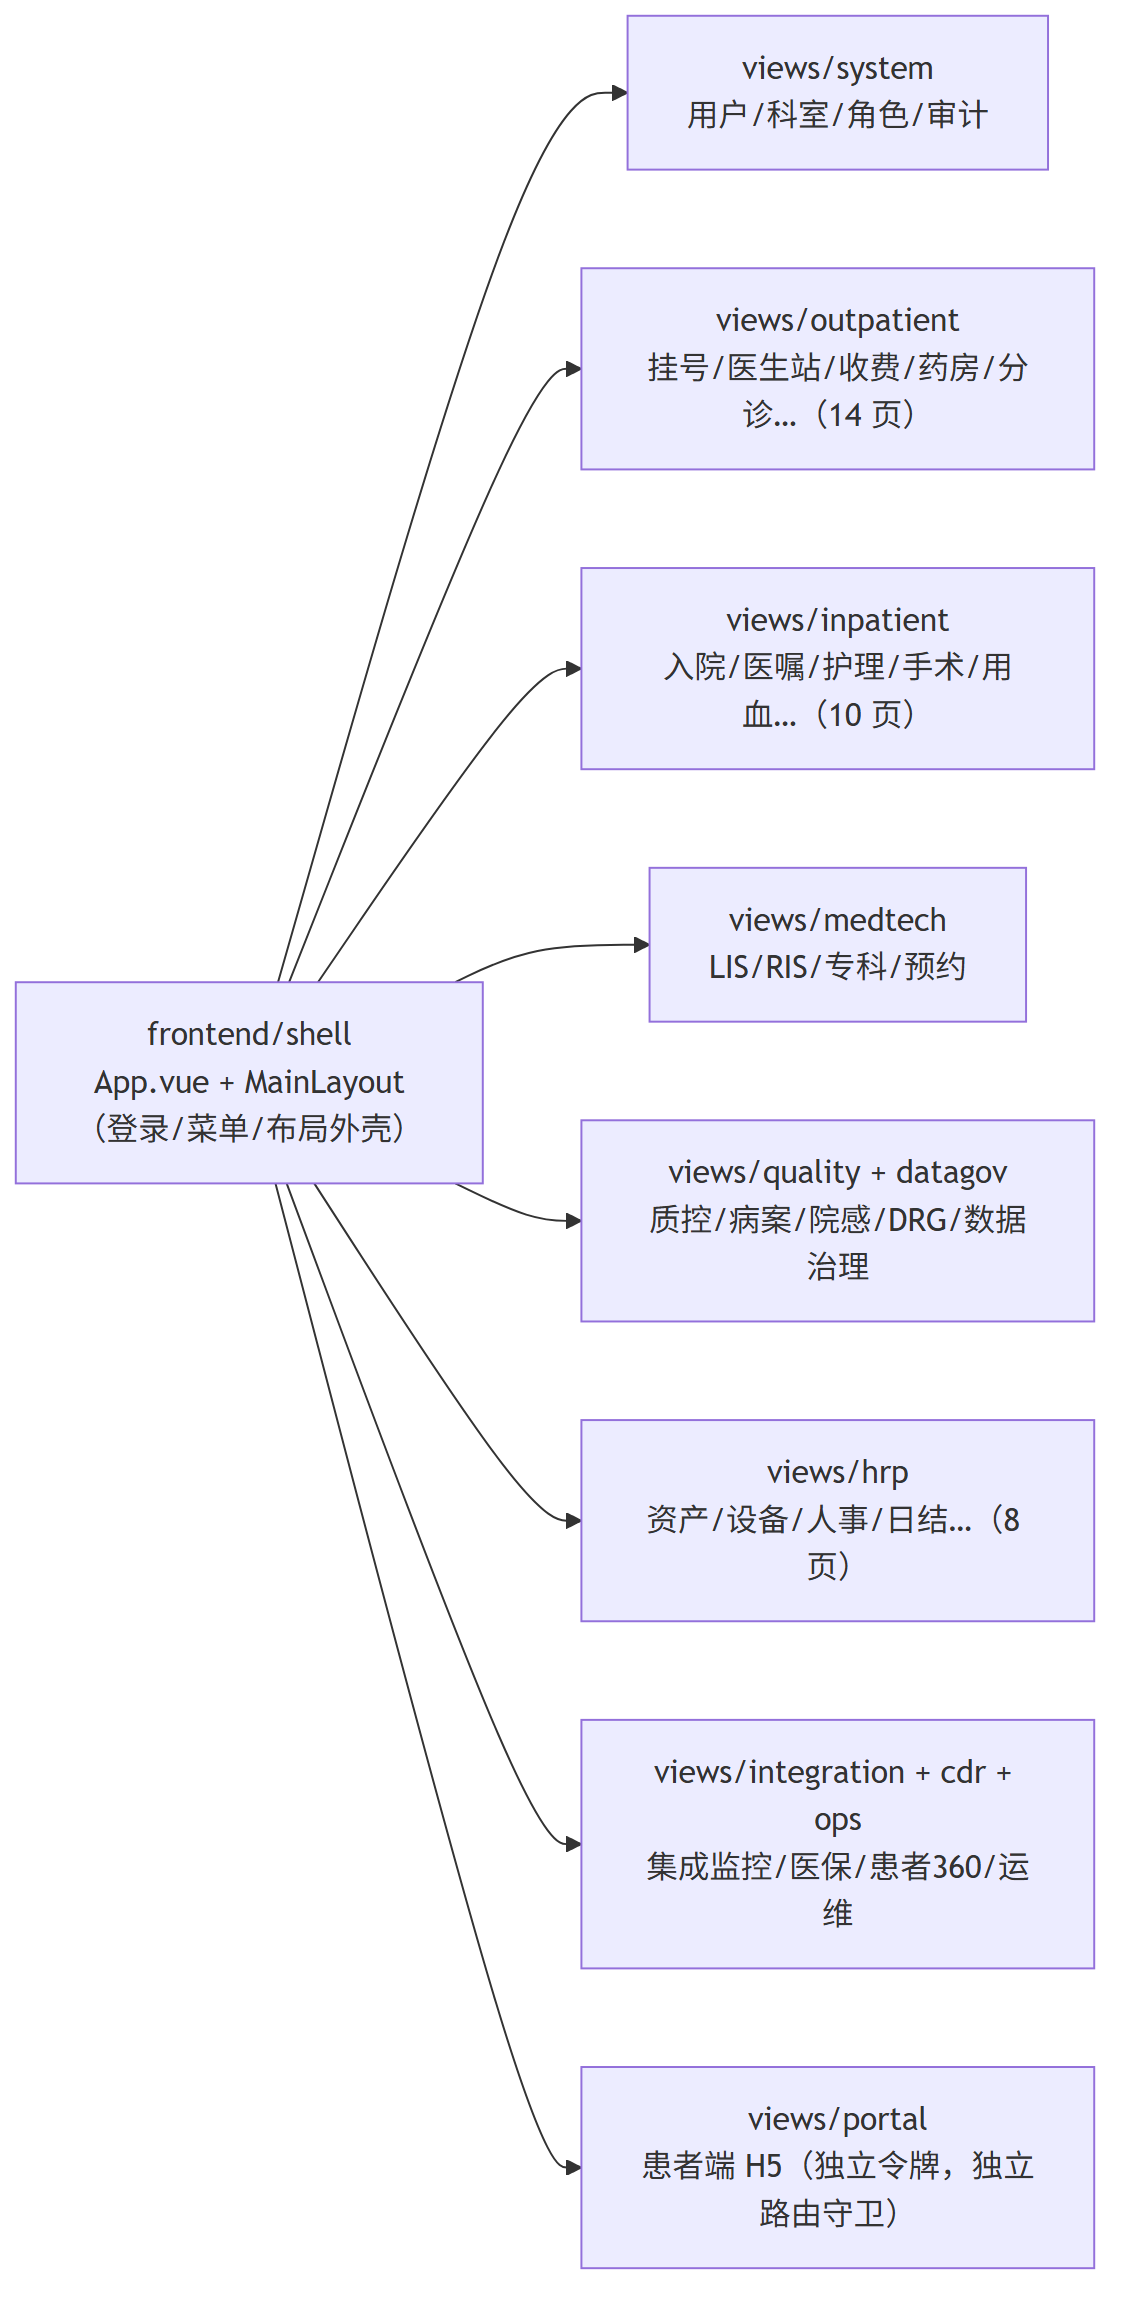 views/system
用户/科室/角色/审计
views/outpatient
挂号/医生站/收费/药房/分
诊...（14 页）
views/inpatient
入院/医嘱/护理/手术/用
血...（10 页）
views/medtech
LIS/RIS/专科/预约
frontend/shell
App.vue + MainLayout
（登录/菜单/布局外壳）
views/quality + datagov
质控/病案/院感/DRG/数据
治理
views/hrp
资产/设备/人事/日结...（8
页）
views/integration + cdr +
ops
集成监控/医保/患者360/运
维
views/portal
患者端 H5（独立令牌，独立
路由守卫）